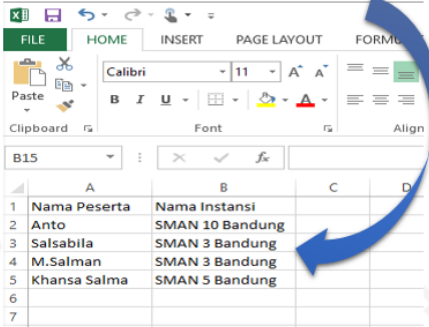 FILE HOME INSERT PAGE LAYOUT
Calibri 11 A A
Paste B I U A
Clipboard Font Align
B15 fx
A B C D
1 Nama Peserta Nama Instansi
2 Anto SMAN 10 Bandung
3 Salsabila SMAN 3 Bandung
4 M.Salman SMAN 3 Bandung
5 Khansa Salma SMAN 5 Bandung
6
7